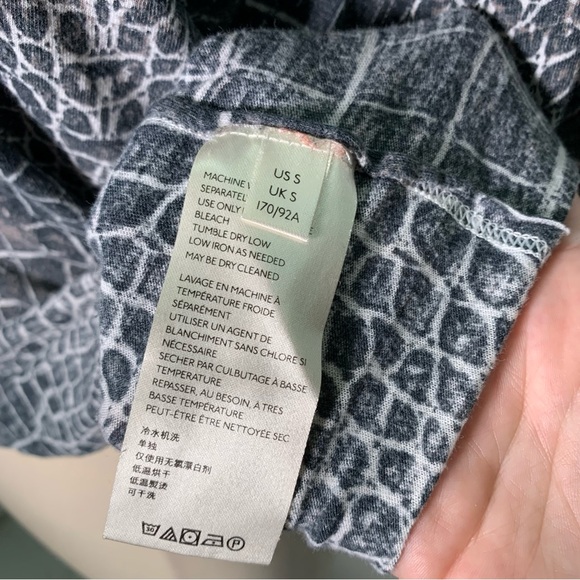 US S
UK S
170/92A
MACHINE
SEPARATEL
USE ONLY
BLEACH
TUMBLE DRY LOW
LOW IRON AS NEEDED
MAY BE DRY CLEANED
LAVAGE EN MACHINE À
TEMPÉRATURE FROIDE
SÉPARÉMENT
UTILISER UN AGENT DE
BLANCHIMENT SANS CHLORE SI
NÉCESSAIRE
SECHER PAR CULBUTAGE À BASSE
TEMPERATURE
REPASSER, AU BESOIN, À TRÈS
BASSE TEMPÉRATURE
PEUT-ÊTRE ÊTRE NETTOYÉE SEC
冷水机洗
单独
仅使用无氯漂白剂
低温烘干
低温熨烫
可干洗
30 P